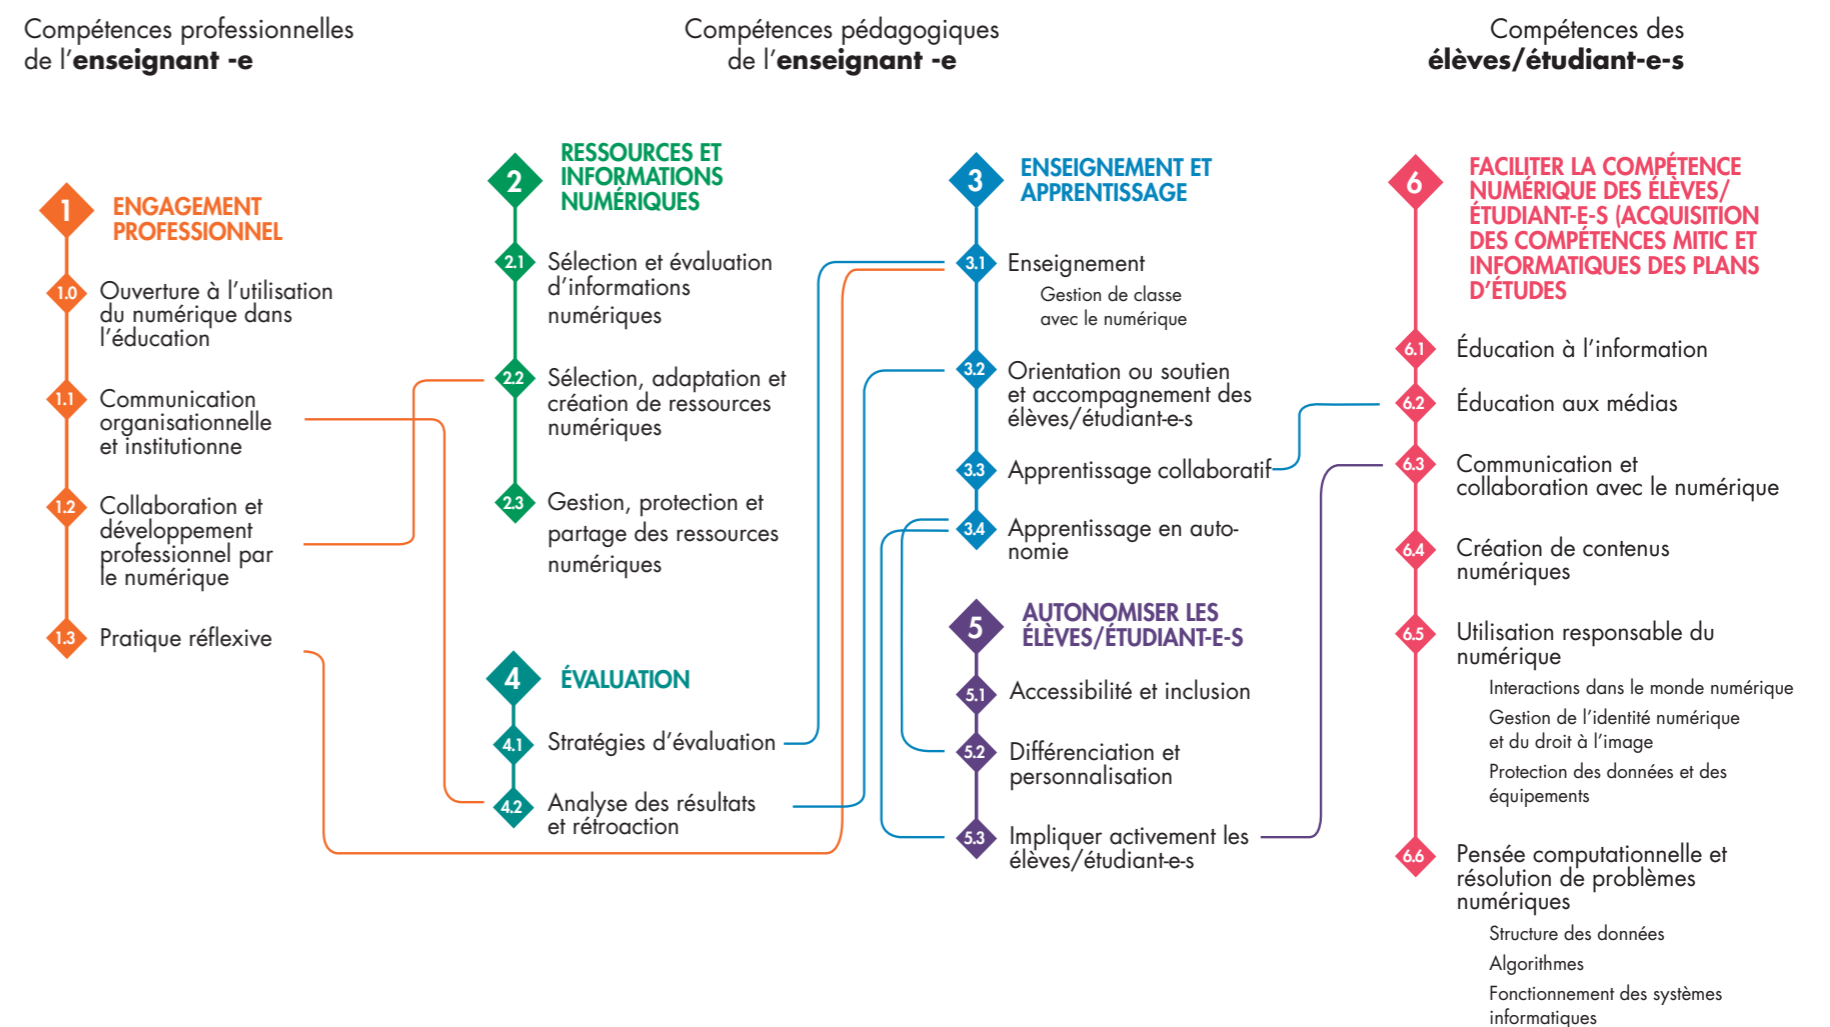 Compétences professionnelles
de l'enseignant -e
Compétences pédagogiques
de l'enseignant -e
Compétences des
élèves/étudiant-e-s
1
ENGAGEMENT
PROFESSIONNEL
1.0
Ouverture à l'utilisation
du numérique dans
l'éducation
1.1
Communication
organisationnelle
et institutionne
1.2
Collaboration et
développement
professionnel par
le numérique
1.3
Pratique réflexive
2
RESSOURCES ET
INFORMATIONS
NUMÉRIQUES
2.1
Sélection et évaluation
d'informations
numériques
2.2
Sélection, adaptation et
création de ressources
numériques
2.3
Gestion, protection et
partage des ressources
numériques
4
ÉVALUATION
4.1
Stratégies d'évaluation
4.2
Analyse des résultats
et rétroaction
3
ENSEIGNEMENT ET
APPRENTISSAGE
3.1
Enseignement
Gestion de classe
avec le numérique
3.2
Orientation ou soutien
et accompagnement des
élèves/étudiant-e-s
3.3
Apprentissage collaboratif
3.4
Apprentissage en auto-
nomie
5
AUTONOMISER LES
ÉLÈVES/ÉTUDIANT-E-S
5.1
Accessibilité et inclusion
5.2
Différenciation et
personnalisation
5.3
Impliquer activement les
élèves/étudiant-e-s
6
FACILITER LA COMPÉTENCE
NUMÉRIQUE DES ÉLÈVES/
ÉTUDIANT-E-S (ACQUISITION
DES COMPÉTENCES MITIC ET
INFORMATIQUES DES PLANS
D'ÉTUDES
6.1
Éducation à l'information
6.2
Éducation aux médias
6.3
Communication et
collaboration avec le numérique
6.4
Création de contenus
numériques
6.5
Utilisation responsable du
numérique
Interactions dans le monde numérique
Gestion de l'identité numérique
et du droit à l'image
Protection des données et des
équipements
6.6
Pensée computationnelle et
résolution de problèmes
numériques
Structure des données
Algorithmes
Fonctionnement des systèmes
informatiques